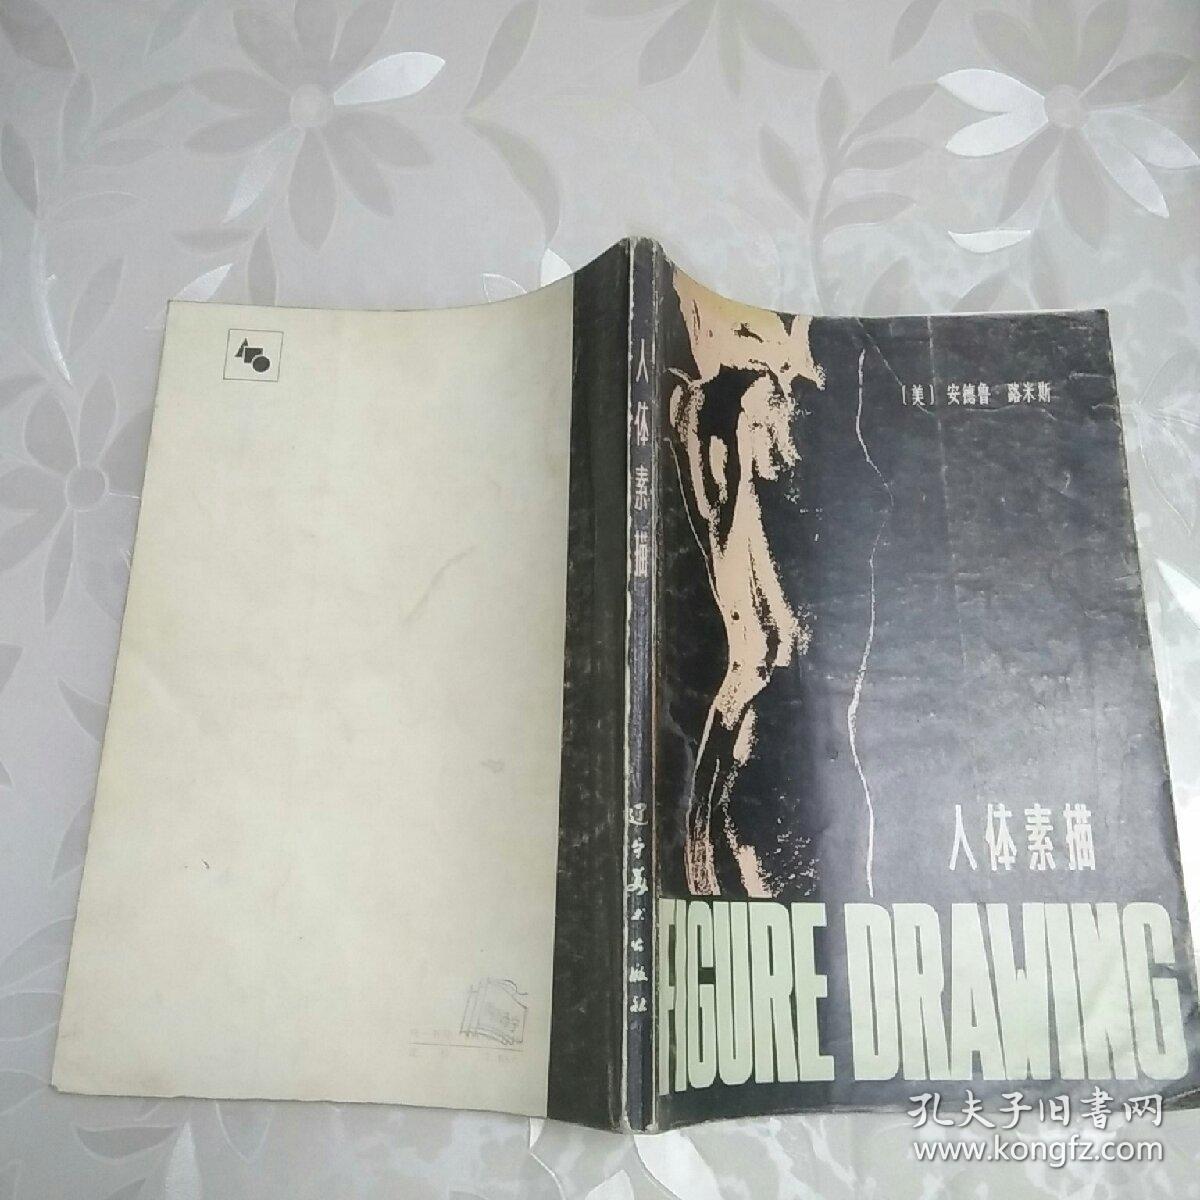 人体素描
辽宁美术出版社
〔美〕 安德鲁·路米斯
人体素描
FIGURE DRAWING
孔夫子旧書网
www.kongfz.com